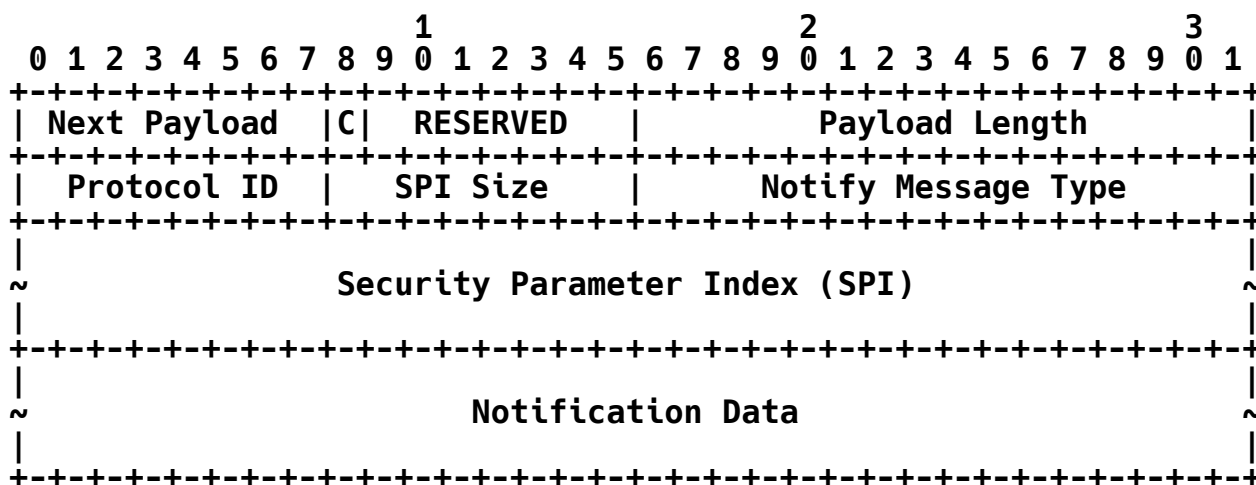 1                   2                   3
 0 1 2 3 4 5 6 7 8 9 0 1 2 3 4 5 6 7 8 9 0 1 2 3 4 5 6 7 8 9 0 1
+-+-+-+-+-+-+-+-+-+-+-+-+-+-+-+-+-+-+-+-+-+-+-+-+-+-+-+-+-+-+-+-+
| Next Payload  |C|  RESERVED   |         Payload Length        |
+-+-+-+-+-+-+-+-+-+-+-+-+-+-+-+-+-+-+-+-+-+-+-+-+-+-+-+-+-+-+-+-+
|  Protocol ID  |   SPI Size    |      Notify Message Type      |
+-+-+-+-+-+-+-+-+-+-+-+-+-+-+-+-+-+-+-+-+-+-+-+-+-+-+-+-+-+-+-+-+
|                                                               |
~                Security Parameter Index (SPI)                 ~
|                                                               |
+-+-+-+-+-+-+-+-+-+-+-+-+-+-+-+-+-+-+-+-+-+-+-+-+-+-+-+-+-+-+-+-+
|                                                               |
~                       Notification Data                       ~
|                                                               |
+-+-+-+-+-+-+-+-+-+-+-+-+-+-+-+-+-+-+-+-+-+-+-+-+-+-+-+-+-+-+-+-+